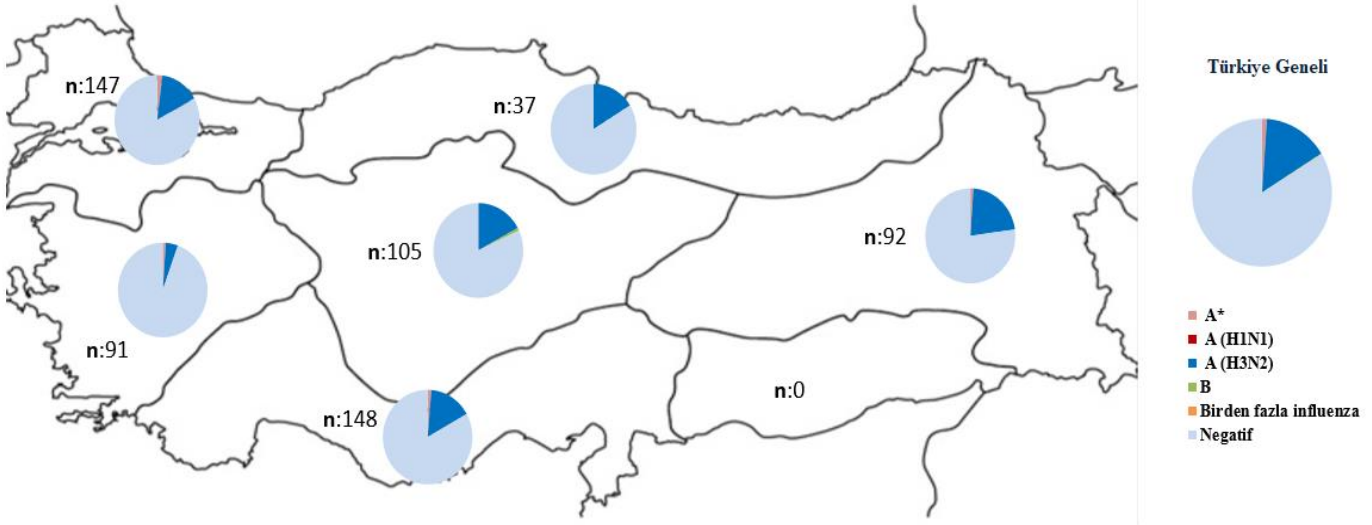 n:147
n:37
n:105
n:92
n:91
n:148
n:0
Türkiye Geneli
A*
A (H1N1)
A (H3N2)
B
Birden fazla influenza
Negatif